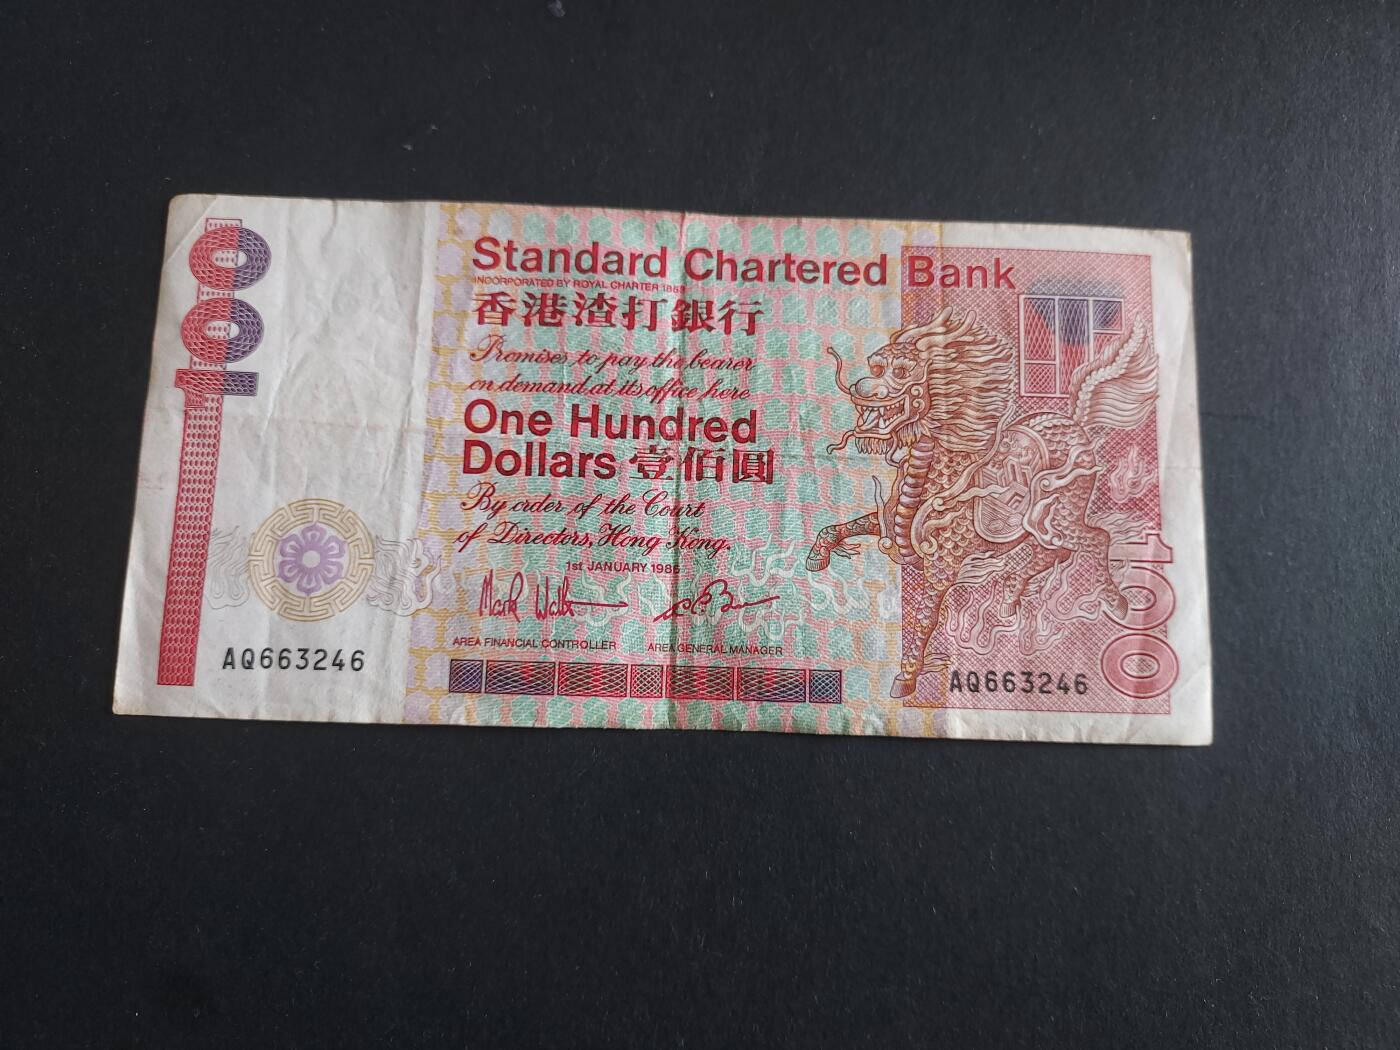 100
Standard Chartered Bank
INCORPORATED BY ROYAL CHARTER 1853
香港渣打銀行
Promises to pay the bearer
on demand at its office here
One Hundred
Dollars 壹佰圓
By order of the Court
of Directors, Hong Kong.
1st JANUARY 1986
AREA FINANCIAL CONTROLLER AREA GENERAL MANAGER
AQ663246
AQ663246
100